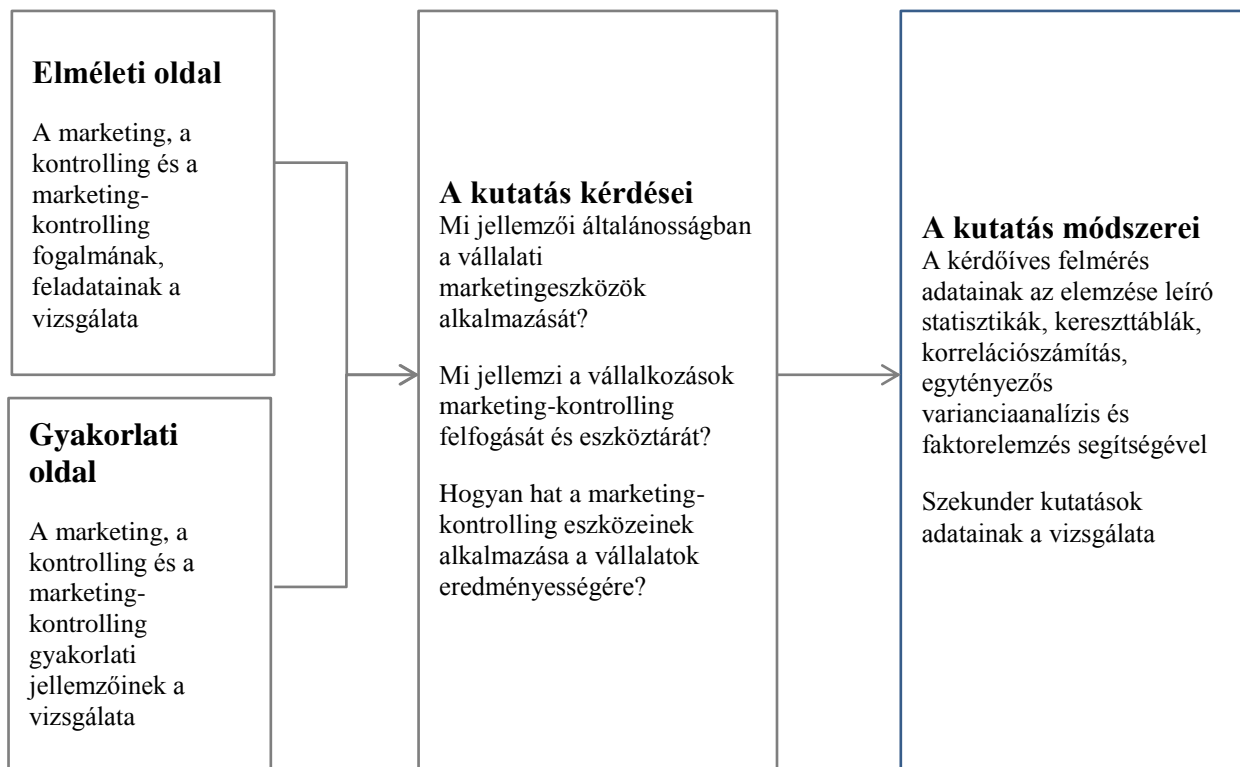 Elméleti oldal
A marketing, a
kontrolling és a
marketing-
kontrolling
fogalmának,
feladatainak a
vizsgálata
Gyakorlati
oldal
A marketing, a
kontrolling és a
marketing-
kontrolling
gyakorlati
jellemzőinek a
vizsgálata
A kutatás kérdései
Mi jellemzői általánosságban
a vállalati
marketingeszközök
alkalmazását?
Mi jellemzi a vállalkozások
marketing-kontrolling
felfogását és eszköztárát?
Hogyan hat a marketing-
kontrolling eszközeinek
alkalmazása a vállalatok
eredményességére?
A kutatás módszerei
A kérdőíves felmérés
adatainak az elemzése leíró
statisztikák, kereszttáblák,
korrelációszámítás,
egytényezős
varianciaanalízis és
faktorelemzés segítségével
Szekunder kutatások
adatainak a vizsgálata